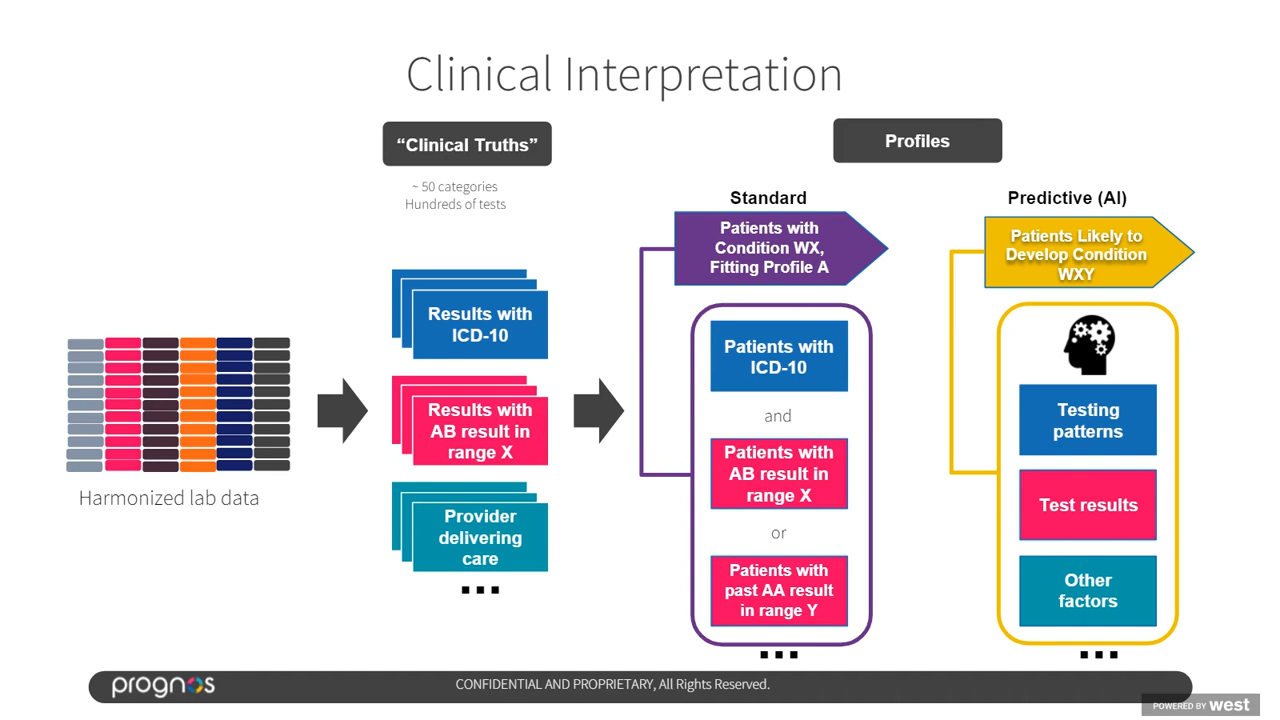 Clinical Interpretation
“Clinical Truths”
~ 50 categories
Hundreds of tests
Profiles
Standard
Predictive (AI)
Patients with
Condition WX,
Fitting Profile A
Patients Likely to
Develop Condition
WXY
Harmonized lab data
Results with
ICD-10
Results with
AB result in
range X
Provider
delivering
care
...
Patients with
ICD-10
and
Patients with
AB result in
range X
or
Patients with
past AA result
in range Y
...
Testing
patterns
Test results
Other
factors
...
prognos
CONFIDENTIAL AND PROPRIETARY, All Rights Reserved.
POWERED BY west